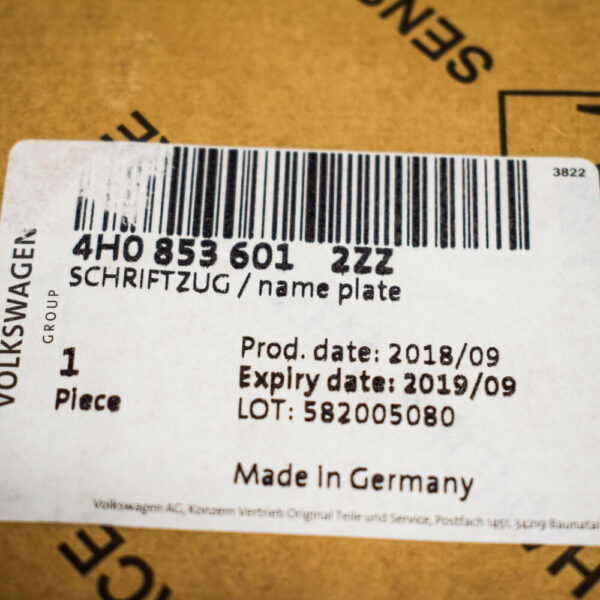 SENS
3822
4H0 853 601 2ZZ
SCHRIFTZUG / name plate
VOLKSWAGEN
GROUP
1
Piece
Prod. date: 2018/09
Expiry date: 2019/09
LOT: 582005080
Made in Germany
Volkswagen AG, Konzern Vertrieb Original Teile und Service, Postfach 1451, 34219 Baunatal